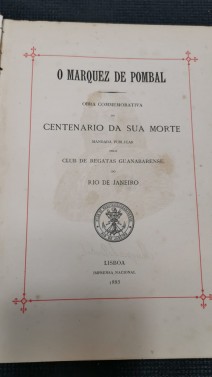 O MARQUEZ DE POMBAL
OBRA COMMEMORATIVA
DO
CENTENARIO DA SUA MORTE
MANDADA PUBLICAR
PELO
CLUB DE REGATAS GUANABARENSE
DO
RIO DE JANEIRO
LISBOA
IMPRENSA NACIONAL
1885